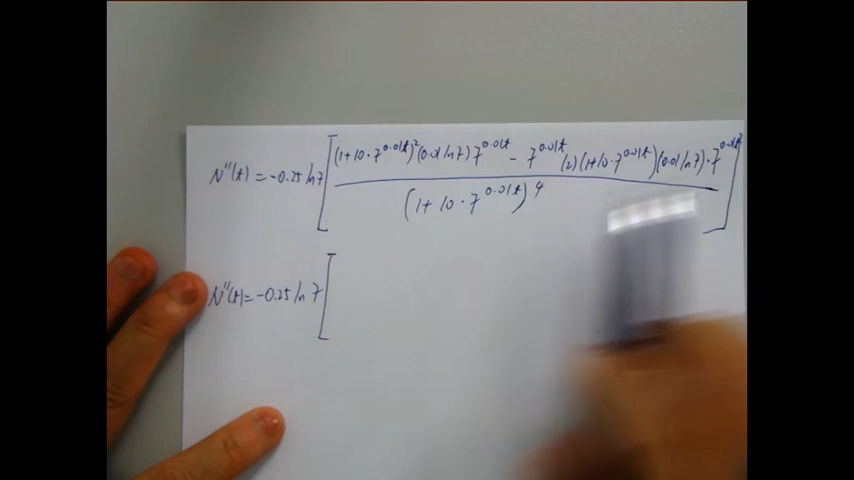 N''(t) = -0.25 ln 7 [ (1+10·7^{0.01t})^2 (0.01 ln 7) 7^{0.01t} - 7^{0.01t} (2)(1+10·7^{0.01t})(0.01 ln 7)·7^{0.01t} / (1+10·7^{0.01t})^4 ]
N''(t) = -0.25 ln 7 [